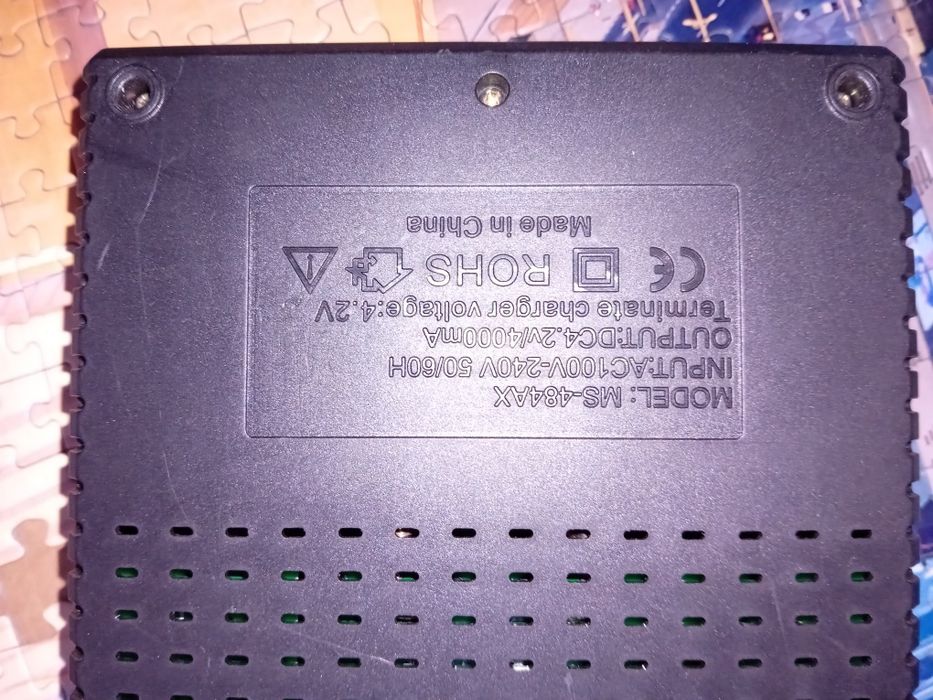 MODEL: MS-484AX
INPUT:AC100V-240V 50/60H
OUTPUT:DC4.2v/4000mA
Terminate charger voltage:4.2V
CE ROHS
Made in China